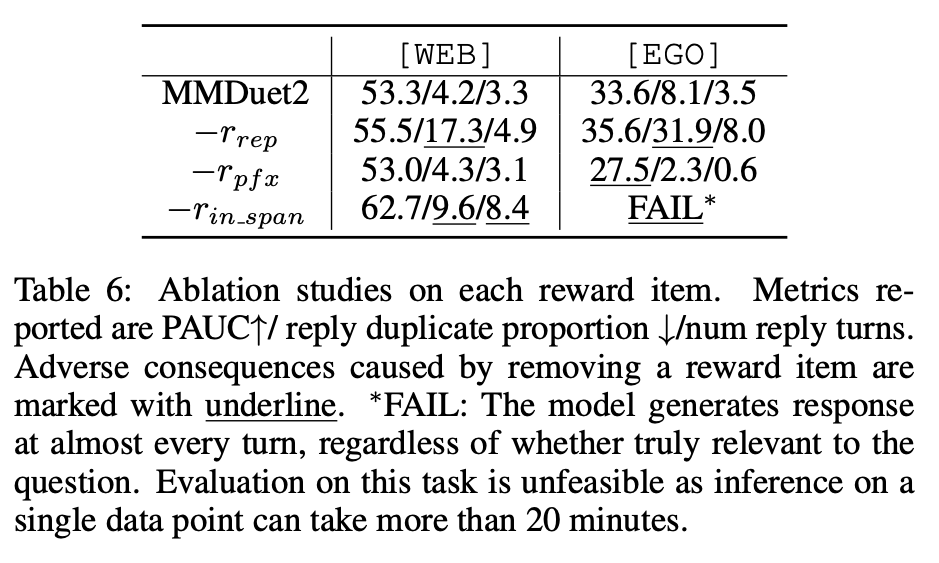 [WEB] [EGO]
MMDuet2 53.3/4.2/3.3 33.6/8.1/3.5
−r_rep 55.5/17.3/4.9 35.6/31.9/8.0
−r_pfx 53.0/4.3/3.1 27.5/2.3/0.6
−r_in_span 62.7/9.6/8.4 FAIL*
Table 6: Ablation studies on each reward item. Metrics re-
ported are PAUC↑/ reply duplicate proportion ↓/num reply turns.
Adverse consequences caused by removing a reward item are
marked with underline. *FAIL: The model generates response
at almost every turn, regardless of whether truly relevant to the
question. Evaluation on this task is unfeasible as inference on a
single data point can take more than 20 minutes.